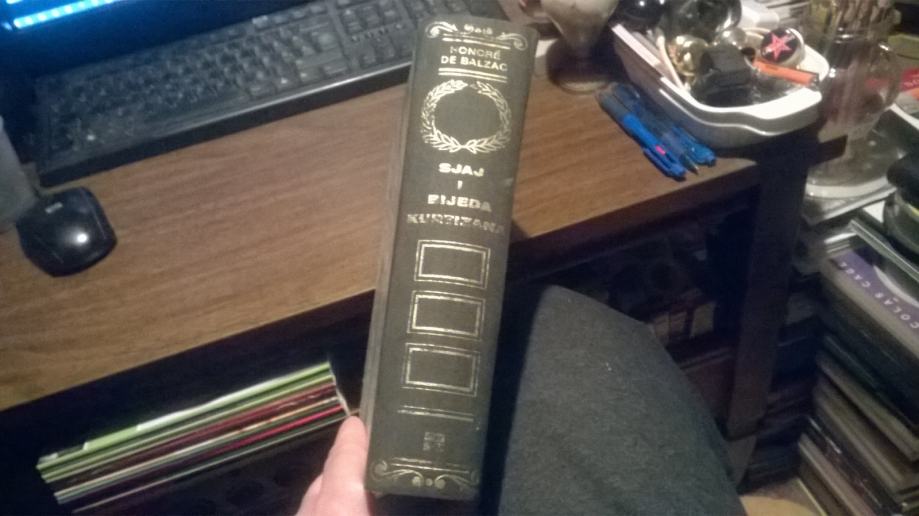 HONORÉ
DE BALZAC
SJAJ
I
BIJEDA
KURTIZANA